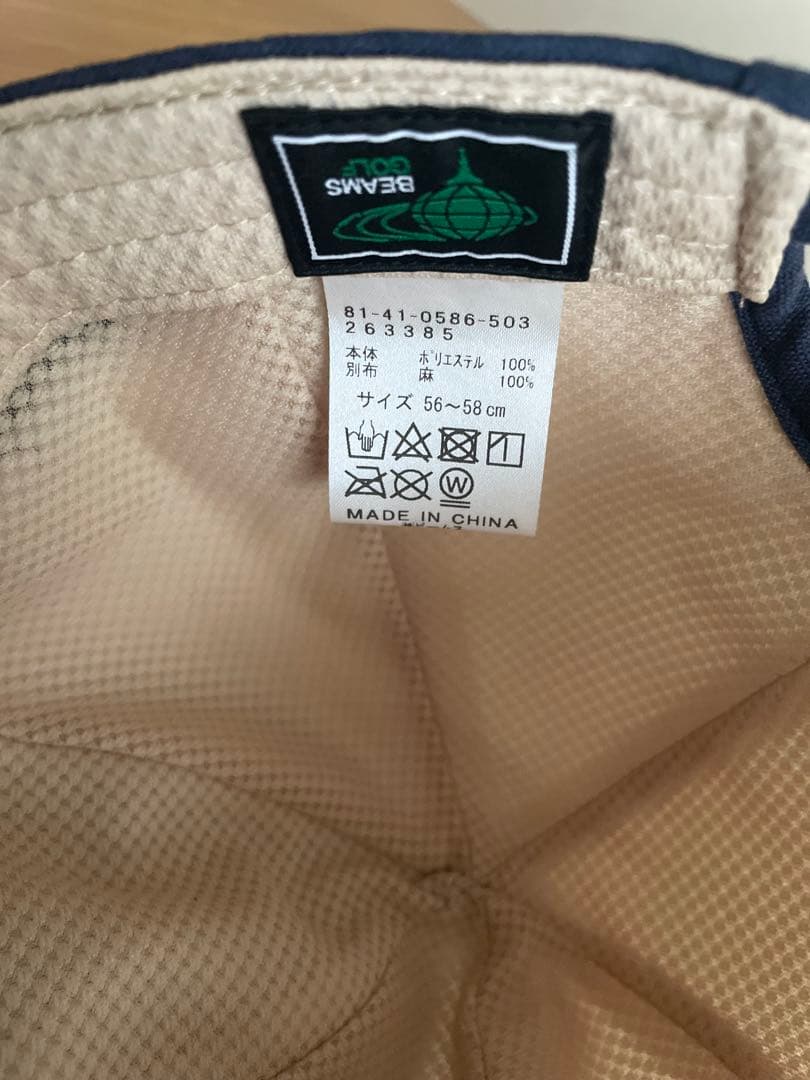 BEAMS
GOLF
81-41-0586-503
263385
本体 ポリエステル 100%
別布 麻 100%
サイズ 56～58cm
W
MADE IN CHINA